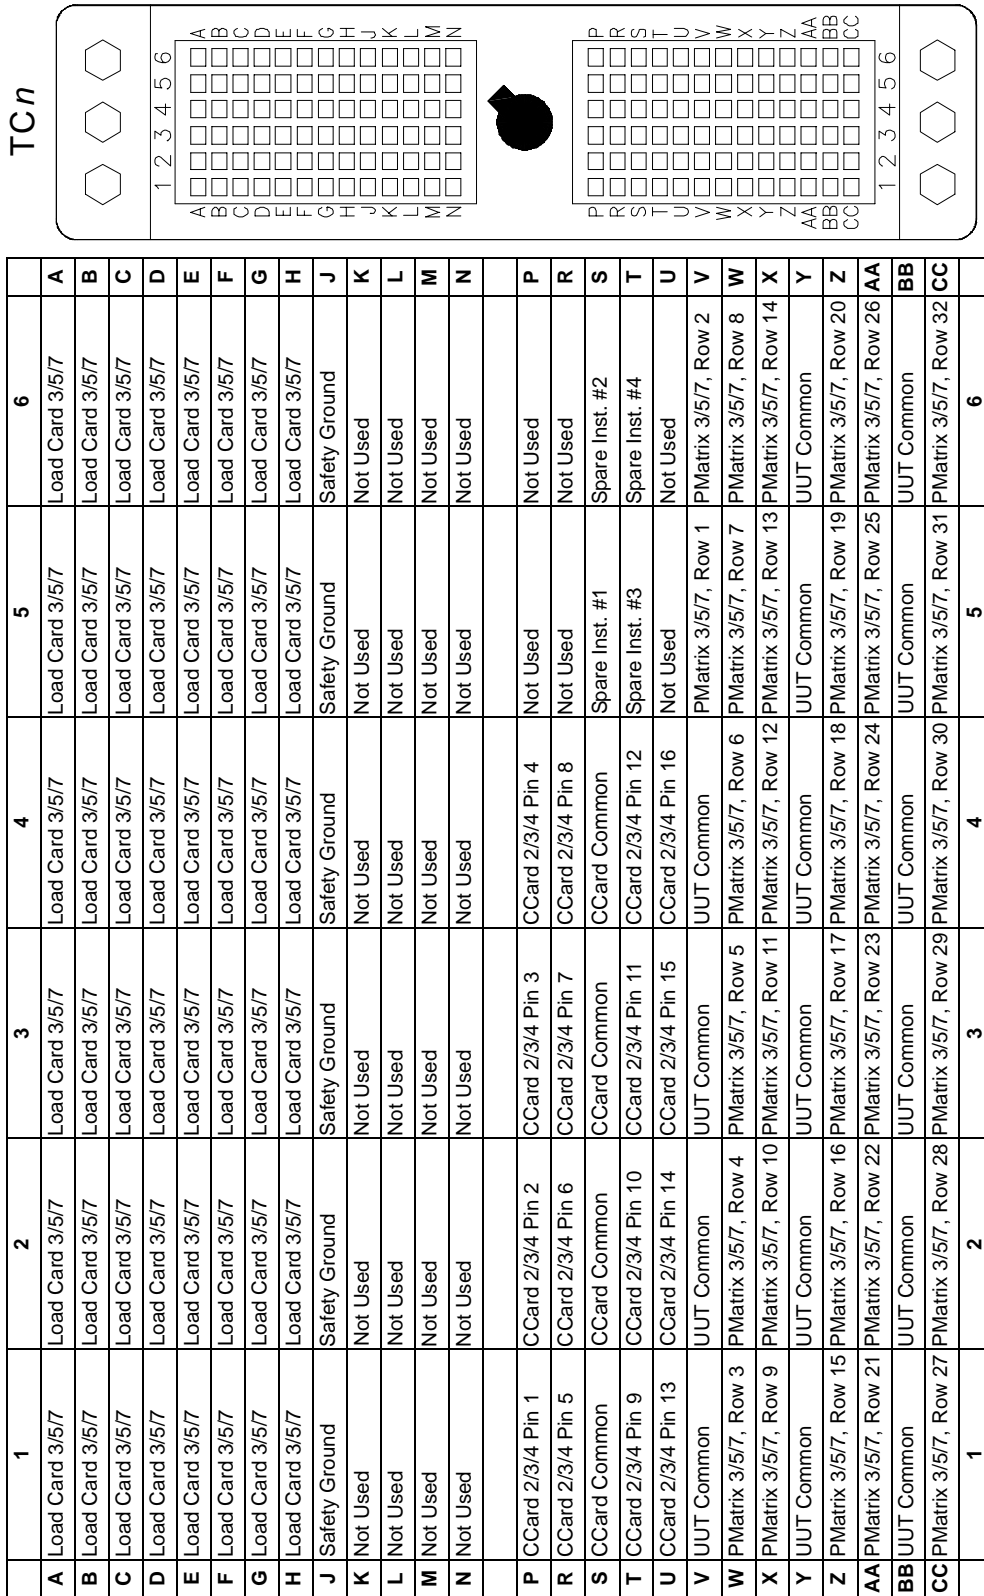 TCn
1 2 3 4 5 6
A A
B B
C C
D D
E E
F F
G G
H H
J J
K K
L L
M M
N N
P P
R R
S S
T T
U U
V V
W W
X X
Y Y
Z Z
AA AA
BB BB
CC CC
1 2 3 4 5 6
1 2 3 4 5 6
A Load Card 3/5/7 Load Card 3/5/7 Load Card 3/5/7 Load Card 3/5/7 Load Card 3/5/7 Load Card 3/5/7 A
B Load Card 3/5/7 Load Card 3/5/7 Load Card 3/5/7 Load Card 3/5/7 Load Card 3/5/7 Load Card 3/5/7 B
C Load Card 3/5/7 Load Card 3/5/7 Load Card 3/5/7 Load Card 3/5/7 Load Card 3/5/7 Load Card 3/5/7 C
D Load Card 3/5/7 Load Card 3/5/7 Load Card 3/5/7 Load Card 3/5/7 Load Card 3/5/7 Load Card 3/5/7 D
E Load Card 3/5/7 Load Card 3/5/7 Load Card 3/5/7 Load Card 3/5/7 Load Card 3/5/7 Load Card 3/5/7 E
F Load Card 3/5/7 Load Card 3/5/7 Load Card 3/5/7 Load Card 3/5/7 Load Card 3/5/7 Load Card 3/5/7 F
G Load Card 3/5/7 Load Card 3/5/7 Load Card 3/5/7 Load Card 3/5/7 Load Card 3/5/7 Load Card 3/5/7 G
H Load Card 3/5/7 Load Card 3/5/7 Load Card 3/5/7 Load Card 3/5/7 Load Card 3/5/7 Load Card 3/5/7 H
J Safety Ground Safety Ground Safety Ground Safety Ground Safety Ground Safety Ground J
K Not Used Not Used Not Used Not Used Not Used Not Used K
L Not Used Not Used Not Used Not Used Not Used Not Used L
M Not Used Not Used Not Used Not Used Not Used Not Used M
N Not Used Not Used Not Used Not Used Not Used Not Used N
P CCard 2/3/4 Pin 1 CCard 2/3/4 Pin 2 CCard 2/3/4 Pin 3 CCard 2/3/4 Pin 4 Not Used Not Used P
R CCard 2/3/4 Pin 5 CCard 2/3/4 Pin 6 CCard 2/3/4 Pin 7 CCard 2/3/4 Pin 8 Not Used Not Used R
S CCard Common CCard Common CCard Common CCard Common Spare Inst. #1 Spare Inst. #2 S
T CCard 2/3/4 Pin 9 CCard 2/3/4 Pin 10 CCard 2/3/4 Pin 11 CCard 2/3/4 Pin 12 Spare Inst. #3 Spare Inst. #4 T
U CCard 2/3/4 Pin 13 CCard 2/3/4 Pin 14 CCard 2/3/4 Pin 15 CCard 2/3/4 Pin 16 Not Used Not Used U
V UUT Common UUT Common UUT Common UUT Common PMatrix 3/5/7, Row 1 PMatrix 3/5/7, Row 2 V
W PMatrix 3/5/7, Row 3 PMatrix 3/5/7, Row 4 PMatrix 3/5/7, Row 5 PMatrix 3/5/7, Row 6 PMatrix 3/5/7, Row 7 PMatrix 3/5/7, Row 8 W
X PMatrix 3/5/7, Row 9 PMatrix 3/5/7, Row 10 PMatrix 3/5/7, Row 11 PMatrix 3/5/7, Row 12 PMatrix 3/5/7, Row 13 PMatrix 3/5/7, Row 14 X
Y UUT Common UUT Common UUT Common UUT Common UUT Common UUT Common Y
Z PMatrix 3/5/7, Row 15 PMatrix 3/5/7, Row 16 PMatrix 3/5/7, Row 17 PMatrix 3/5/7, Row 18 PMatrix 3/5/7, Row 19 PMatrix 3/5/7, Row 20 Z
AA PMatrix 3/5/7, Row 21 PMatrix 3/5/7, Row 22 PMatrix 3/5/7, Row 23 PMatrix 3/5/7, Row 24 PMatrix 3/5/7, Row 25 PMatrix 3/5/7, Row 26 AA
BB UUT Common UUT Common UUT Common UUT Common UUT Common UUT Common BB
CC PMatrix 3/5/7, Row 27 PMatrix 3/5/7, Row 28 PMatrix 3/5/7, Row 29 PMatrix 3/5/7, Row 30 PMatrix 3/5/7, Row 31 PMatrix 3/5/7, Row 32 CC
1 2 3 4 5 6